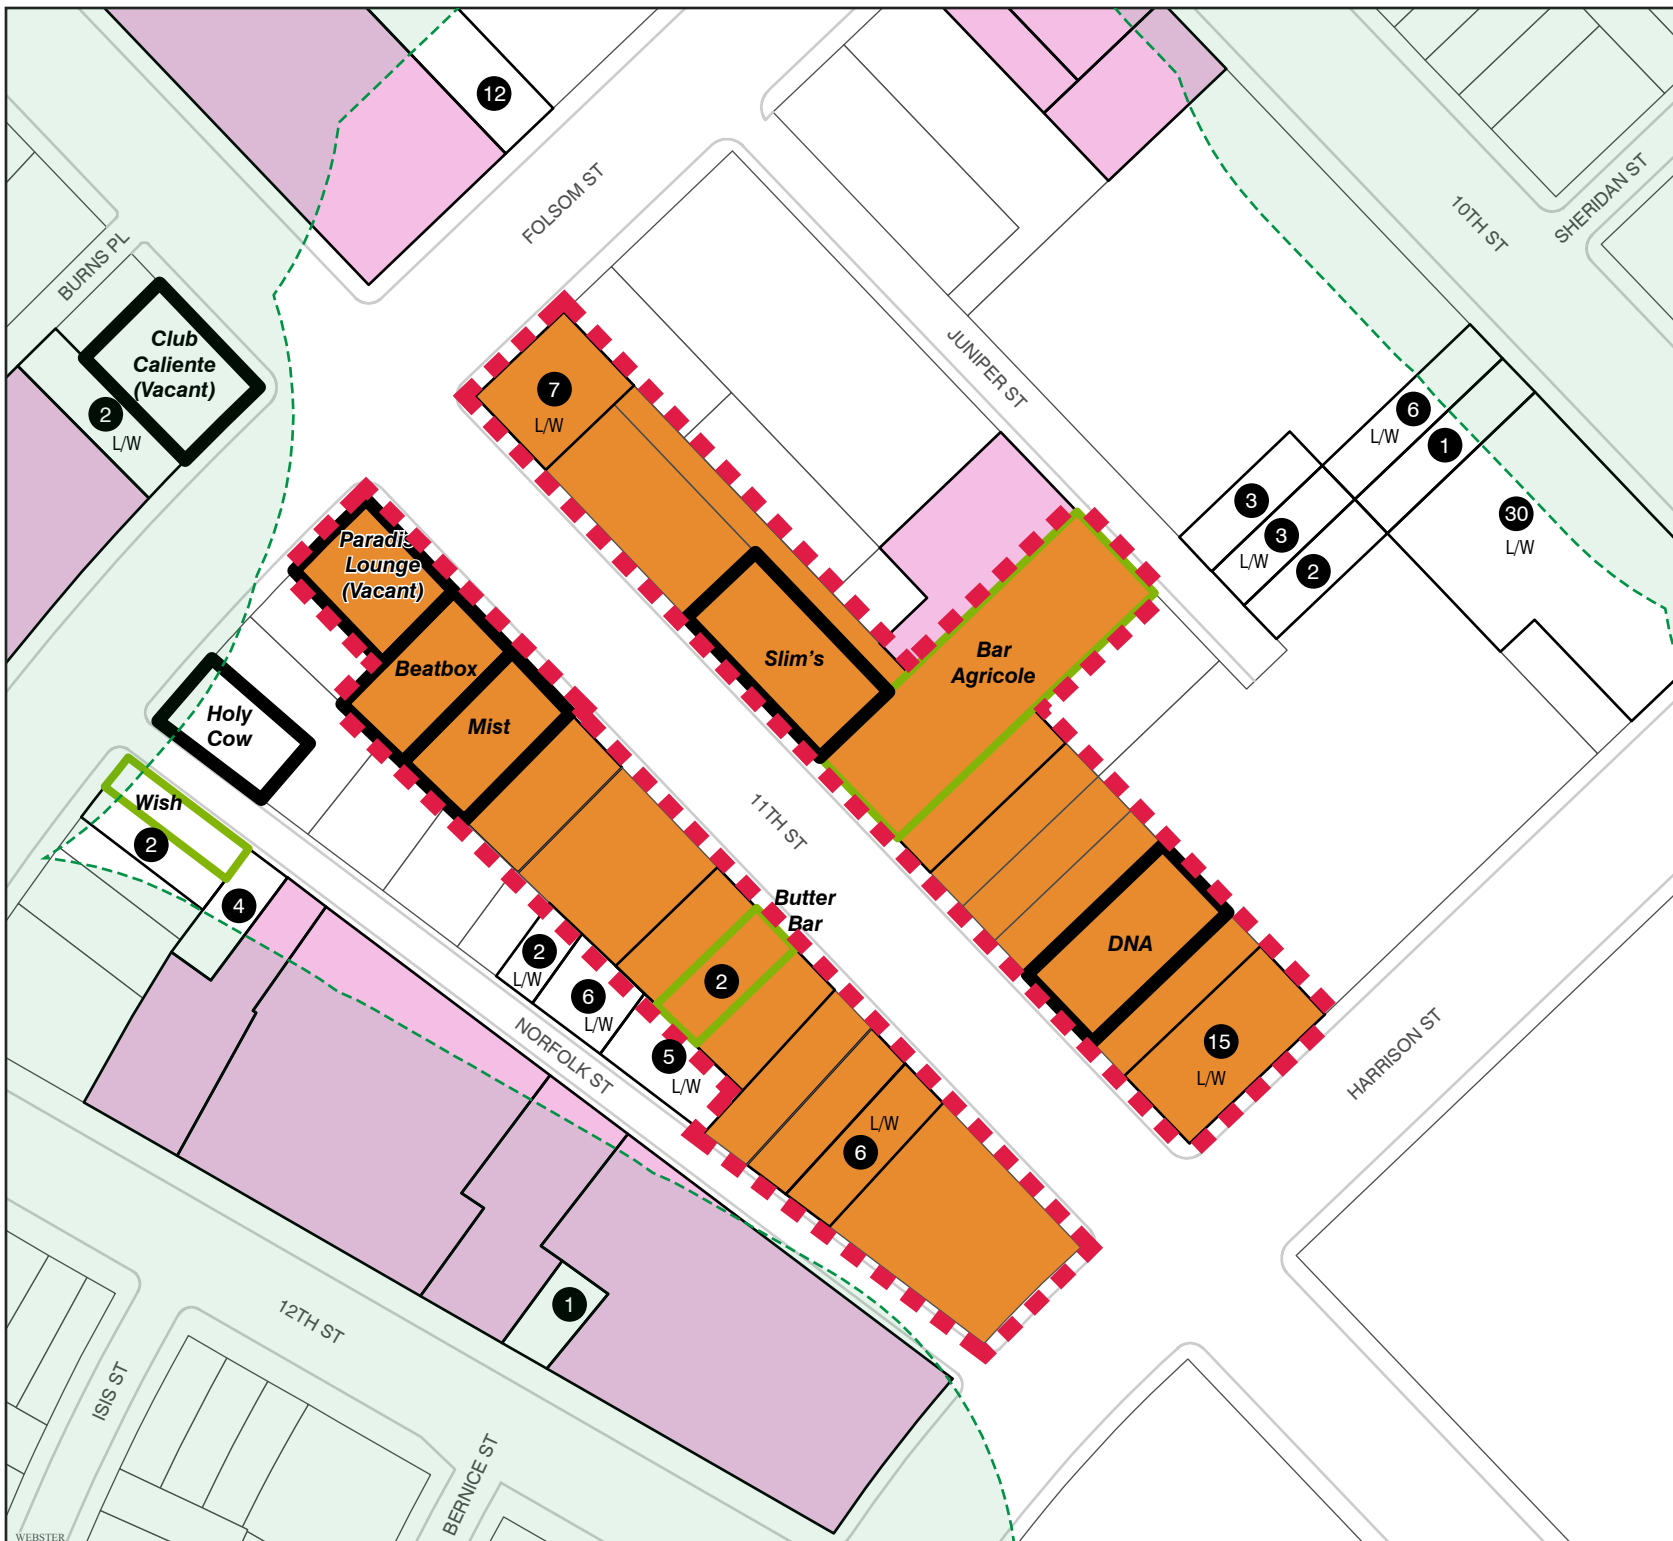 12
FOLSOM ST
SHERIDAN ST
10TH ST
BURNS PL
Club
Caliente
(Vacant)
2
L/W
JUNIPER ST
7
L/W
6
L/W
1
3
3
L/W
2
30
L/W
Paradis
Lounge
(Vacant)
Beatbox
Mist
Slim's
Bar
Agricole
Holy
Cow
Wish
2
4
11TH ST
Butter
Bar
2
2
L/W
6
L/W
5
L/W
NORFOLK ST
DNA
15
L/W
HARRISON ST
L/W
6
1
12TH ST
ISIS ST
BERNICE ST
WEBSTER